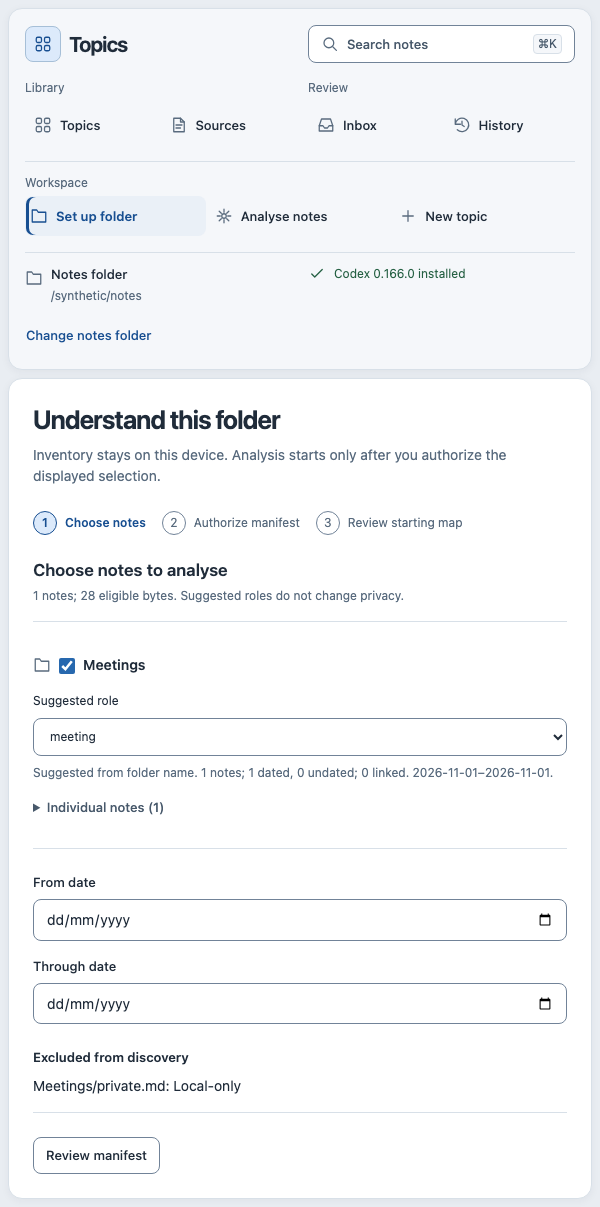 Topics
Search notes ⌘K
Library
Review
Topics
Sources
Inbox
History
Workspace
Set up folder
Analyse notes
New topic
Notes folder
/synthetic/notes
Codex 0.166.0 installed
Change notes folder
Understand this folder
Inventory stays on this device. Analysis starts only after you authorize the
displayed selection.
1 Choose notes
2 Authorize manifest
3 Review starting map
Choose notes to analyse
1 notes; 28 eligible bytes. Suggested roles do not change privacy.
Meetings
Suggested role
meeting
Suggested from folder name. 1 notes; 1 dated, 0 undated; 0 linked. 2026-11-01–2026-11-01.
Individual notes (1)
From date
dd/mm/yyyy
Through date
dd/mm/yyyy
Excluded from discovery
Meetings/private.md: Local-only
Review manifest